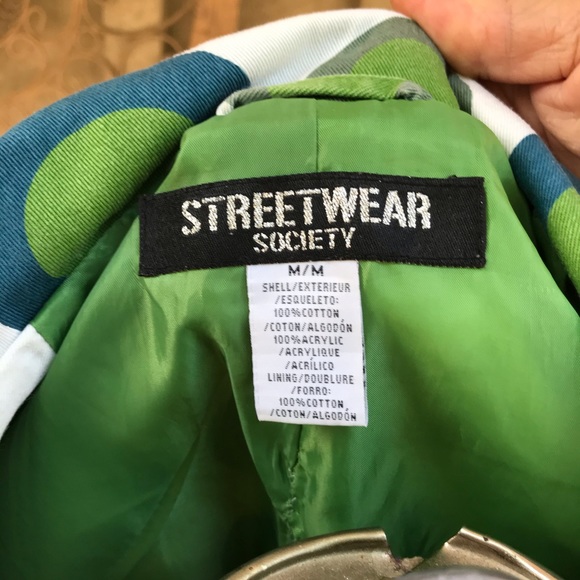 STREETWEAR
SOCIETY
M/M
SHELL/EXTERIEUR
/ESQUELETO:
100%COTTON
/COTON/ALGODÓN
100%ACRYLIC
/ACRYLIQUE
/ACRÍLICO
LINING/DOUBLURE
/FORRO:
100%COTTON
/COTON/ALGODÓN